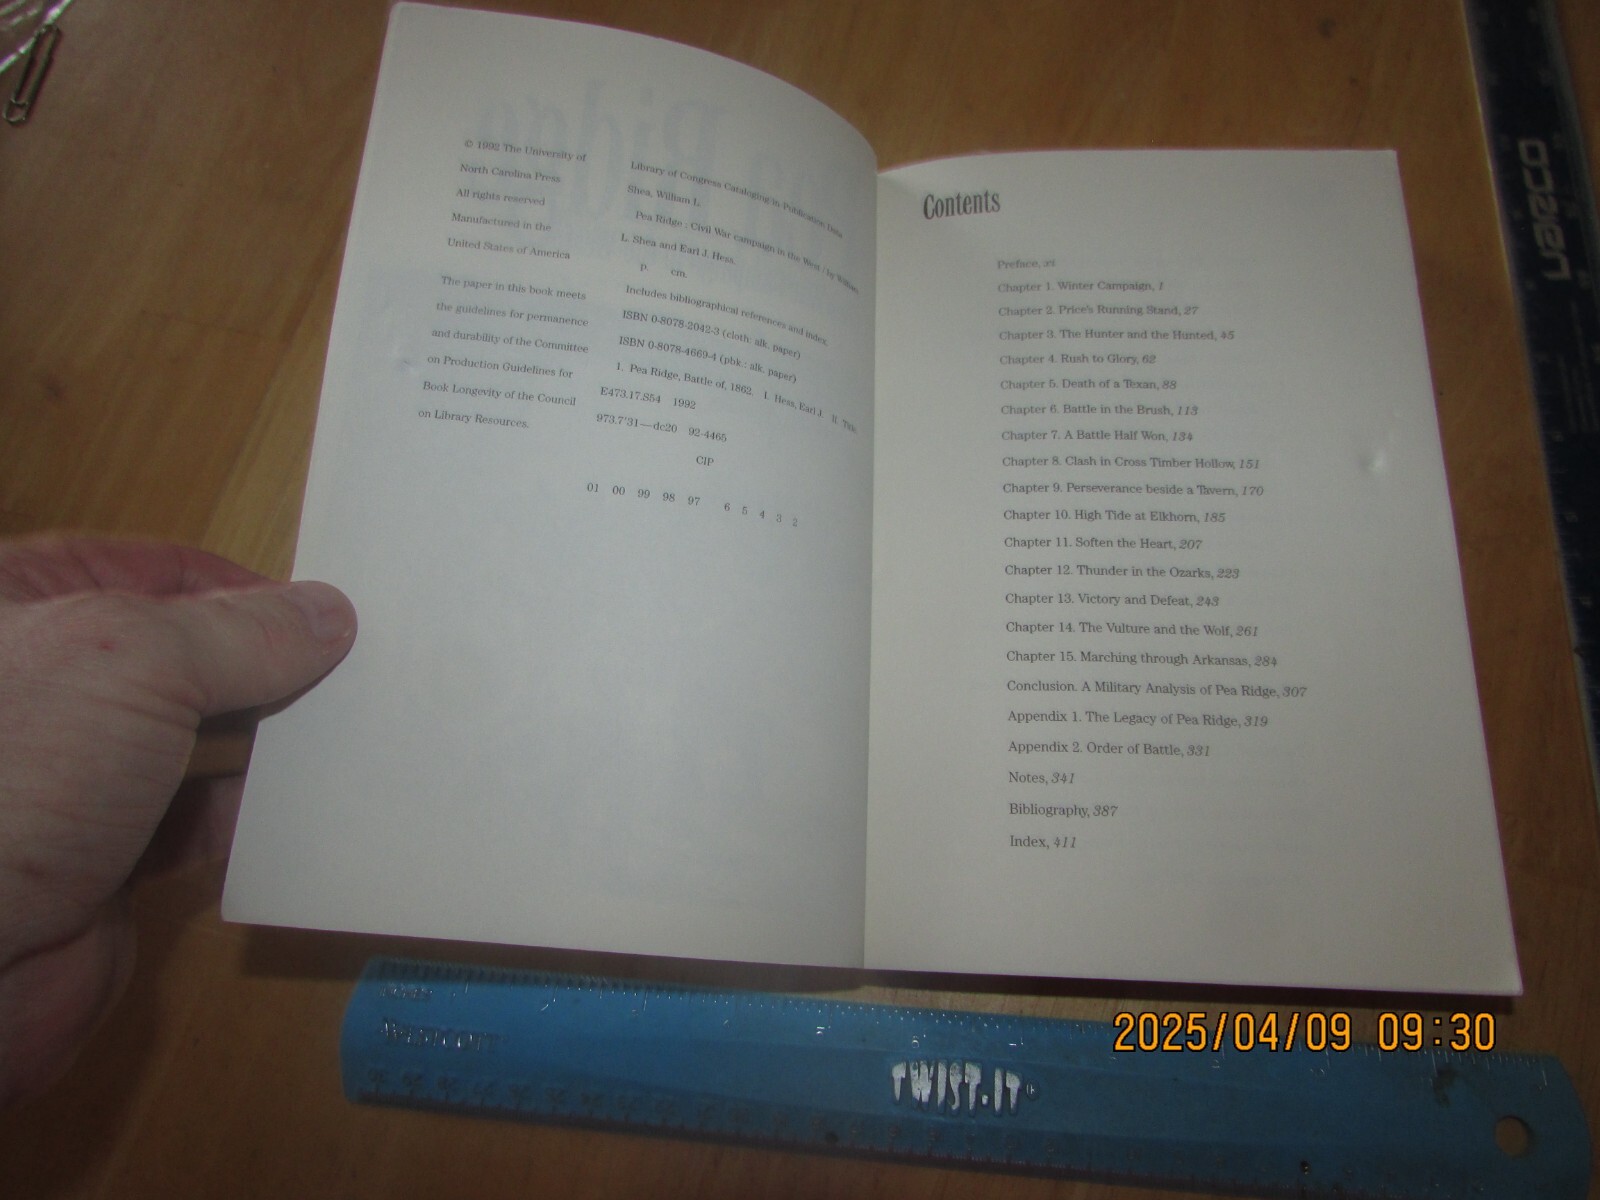 © 1992 The University of
North Carolina Press
All rights reserved
Manufactured in the
United States of America
The paper in this book meets
the guidelines for permanence
and durability of the Committee
on Production Guidelines for
Book Longevity of the Council
on Library Resources.
Library of Congress Cataloging in Publication Data
Shea, William L.
Pea Ridge : Civil War campaign in the West / by William
L. Shea and Earl J. Hess.
p. cm.
Includes bibliographical references and index.
ISBN 0-8078-2042-3 (cloth: alk. paper)
ISBN 0-8078-4669-4 (pbk.: alk. paper)
1. Pea Ridge, Battle of, 1862. I. Hess, Earl J. II. Title.
E473.17.S54 1992
973.7'31—dc20 92-4465
CIP
01 00 99 98 97 6 5 4 3 2
Contents
Preface, xi
Chapter 1. Winter Campaign, 1
Chapter 2. Price's Running Stand, 27
Chapter 3. The Hunter and the Hunted, 45
Chapter 4. Rush to Glory, 62
Chapter 5. Death of a Texan, 88
Chapter 6. Battle in the Brush, 113
Chapter 7. A Battle Half Won, 134
Chapter 8. Clash in Cross Timber Hollow, 151
Chapter 9. Perseverance beside a Tavern, 170
Chapter 10. High Tide at Elkhorn, 185
Chapter 11. Soften the Heart, 207
Chapter 12. Thunder in the Ozarks, 223
Chapter 13. Victory and Defeat, 243
Chapter 14. The Vulture and the Wolf, 261
Chapter 15. Marching through Arkansas, 284
Conclusion. A Military Analysis of Pea Ridge, 307
Appendix 1. The Legacy of Pea Ridge, 319
Appendix 2. Order of Battle, 331
Notes, 341
Bibliography, 387
Index, 411
WESTCOTT
TWIST.IT
2025/04/09 09:30